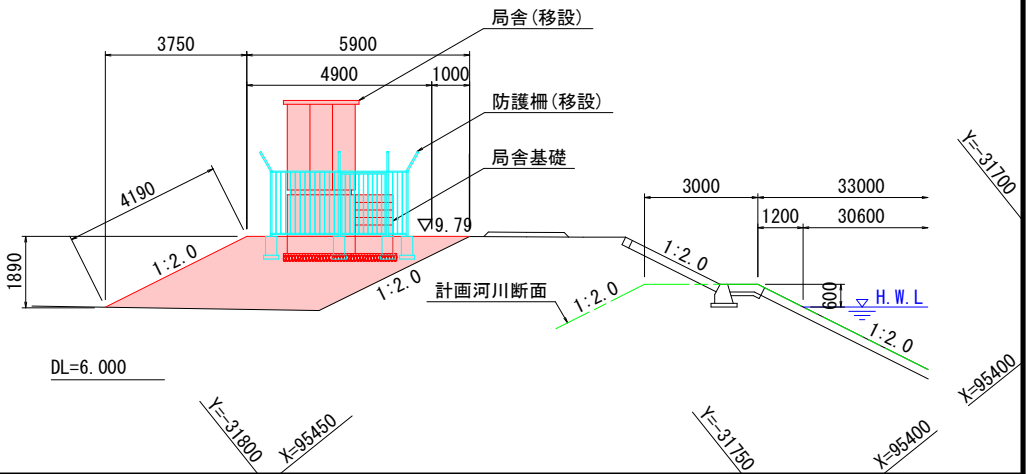 局舎(移設)
3750
5900
4900
1000
防護柵(移設)
局舎基礎
4190
3000
33000
1200
30600
Y=-31700
▽9.79
1890
1:2.0
1:2.0
1:2.0
計画河川断面
1:2.0
600
▽ H.W.L
1:2.0
DL=6.000
X=95400
Y=-31800
X=95450
Y=-31750
X=95400